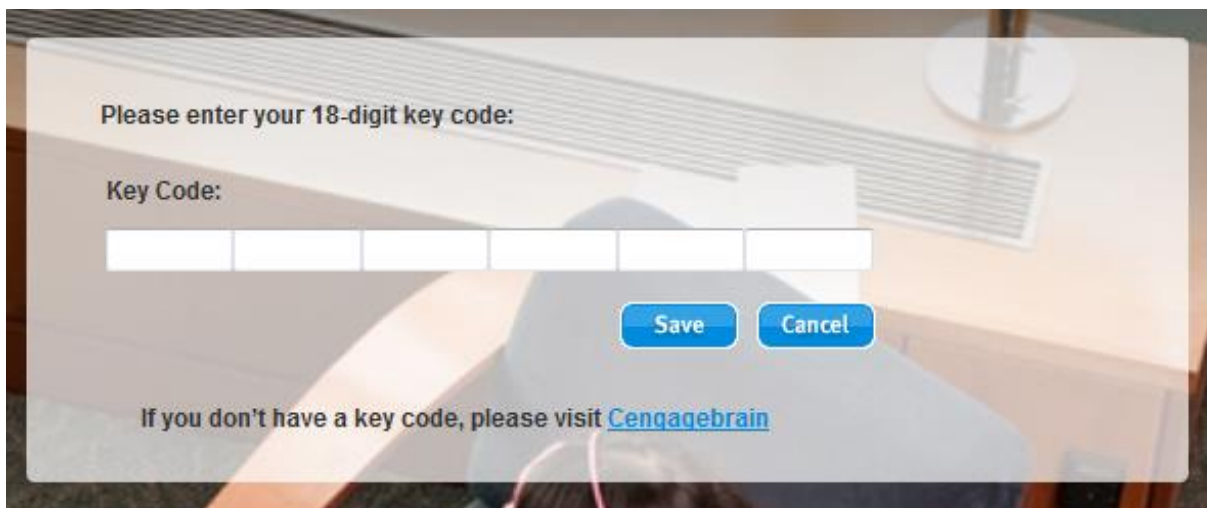 Please enter your 18-digit key code:
Key Code:
Save Cancel
If you don't have a key code, please visit Cengagebrain